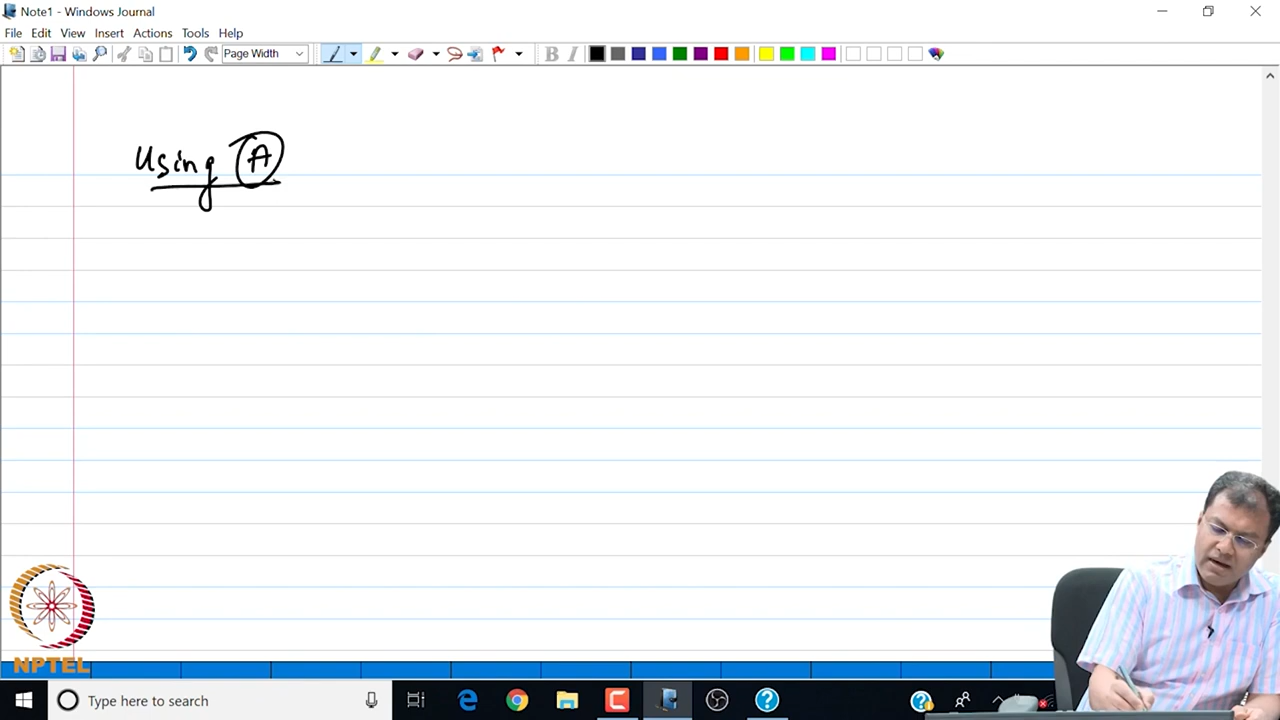 Note1 - Windows Journal
File Edit View Insert Actions Tools Help
Page Width B I
Using A
NPTEL
Type here to search